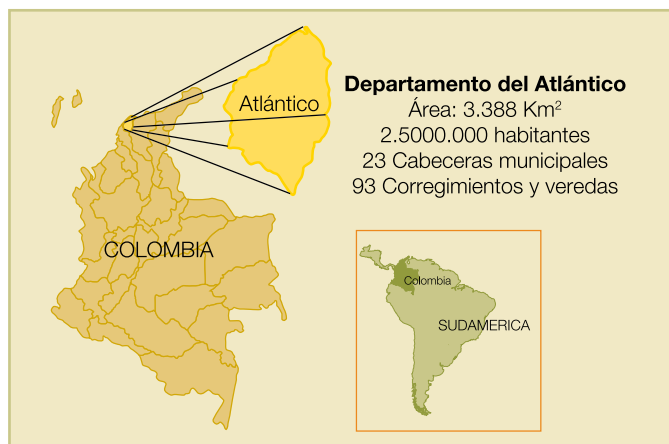 Atlántico
COLOMBIA
Departamento del Atlántico
Área: 3.388 Km²
2.5000.000 habitantes
23 Cabeceras municipales
93 Corregimientos y veredas
Colombia
SUDAMERICA